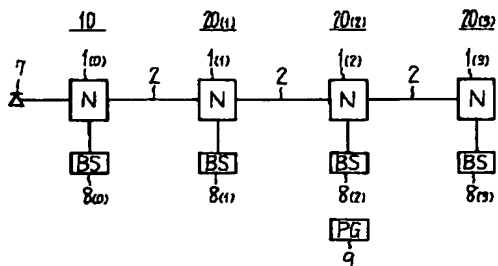 10 20(1) 20(2) 20(3)
7 1(0) 2 1(1) 2 1(2) 2 1(3)
N N N N
BS BS BS BS
8(0) 8(1) 8(2) 8(3)
PG
9